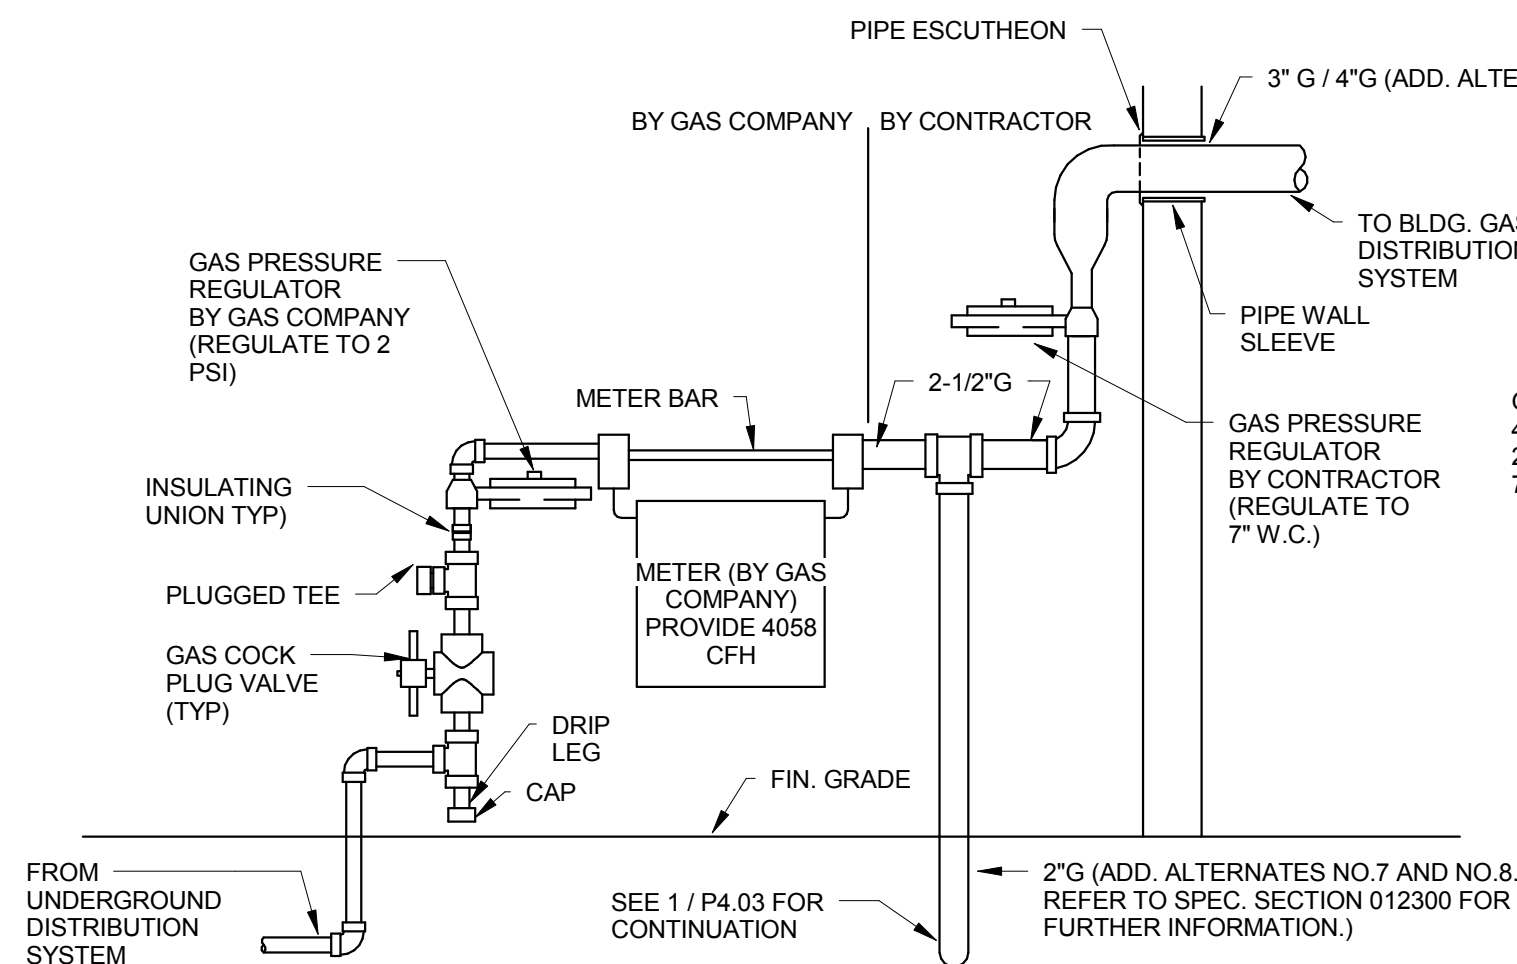 PIPE ESCUTHEON
3" G / 4"G (ADD. ALTE
BY GAS COMPANY
BY CONTRACTOR
TO BLDG. GAS
DISTRIBUTION
SYSTEM
GAS PRESSURE
REGULATOR
BY GAS COMPANY
(REGULATE TO 2
PSI)
PIPE WALL
SLEEVE
METER BAR
2-1/2"G
GAS PRESSURE
REGULATOR
BY CONTRACTOR
(REGULATE TO
7" W.C.)
INSULATING
UNION TYP)
PLUGGED TEE
METER (BY GAS
COMPANY)
PROVIDE 4058
CFH
GAS COCK
PLUG VALVE
(TYP)
DRIP
LEG
CAP
FIN. GRADE
FROM
UNDERGROUND
DISTRIBUTION
SYSTEM
SEE 1 / P4.03 FOR
CONTINUATION
2"G (ADD. ALTERNATES NO.7 AND NO.8.
REFER TO SPEC. SECTION 012300 FOR
FURTHER INFORMATION.)